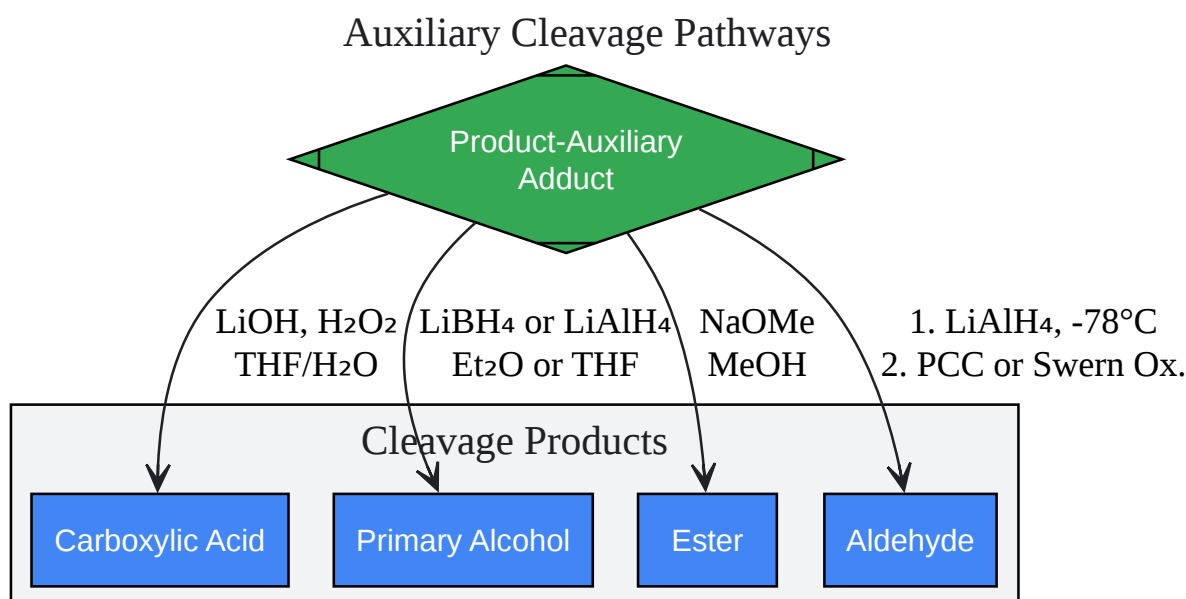 Auxiliary Cleavage Pathways
Product-Auxiliary
Adduct
LiOH, H₂O₂
THF/H₂O
LiBH₄ or LiAlH₄
Et₂O or THF
NaOMe
MeOH
1. LiAlH₄, -78°C
2. PCC or Swern Ox.
Cleavage Products
Carboxylic Acid
Primary Alcohol
Ester
Aldehyde